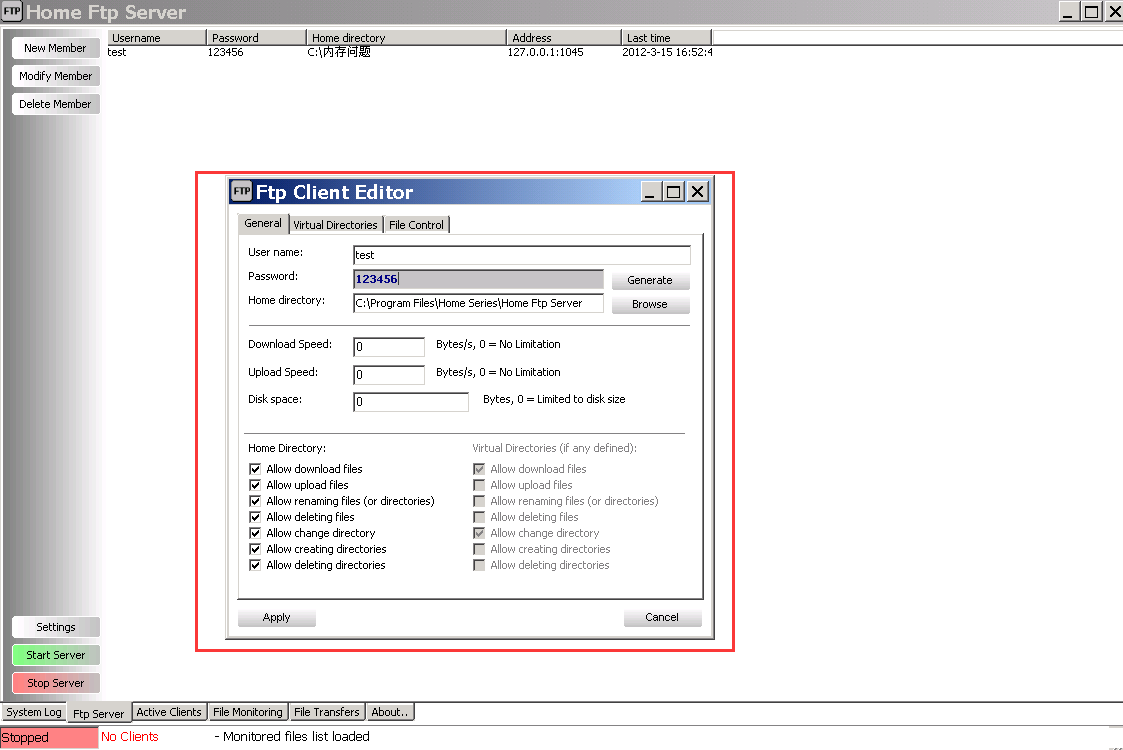 FTP Home Ftp Server
New Member
Modify Member
Delete Member
Username Password Home directory Address Last time
test 123456 C:\内存问题 127.0.0.1:1045 2012-3-15 16:52:4
FTP Ftp Client Editor
General Virtual Directories File Control
User name: test
Password: 123456 Generate
Home directory: C:\Program Files\Home Series\Home Ftp Server Browse
Download Speed: 0 Bytes/s, 0 = No Limitation
Upload Speed: 0 Bytes/s, 0 = No Limitation
Disk space: 0 Bytes, 0 = Limited to disk size
Home Directory: Virtual Directories (if any defined):
Allow download files Allow download files
Allow upload files Allow upload files
Allow renaming files (or directories) Allow renaming files (or directories)
Allow deleting files Allow deleting files
Allow change directory Allow change directory
Allow creating directories Allow creating directories
Allow deleting directories Allow deleting directories
Apply Cancel
Settings
Start Server
Stop Server
System Log Ftp Server Active Clients File Monitoring File Transfers About..
Stopped No Clients - Monitored files list loaded